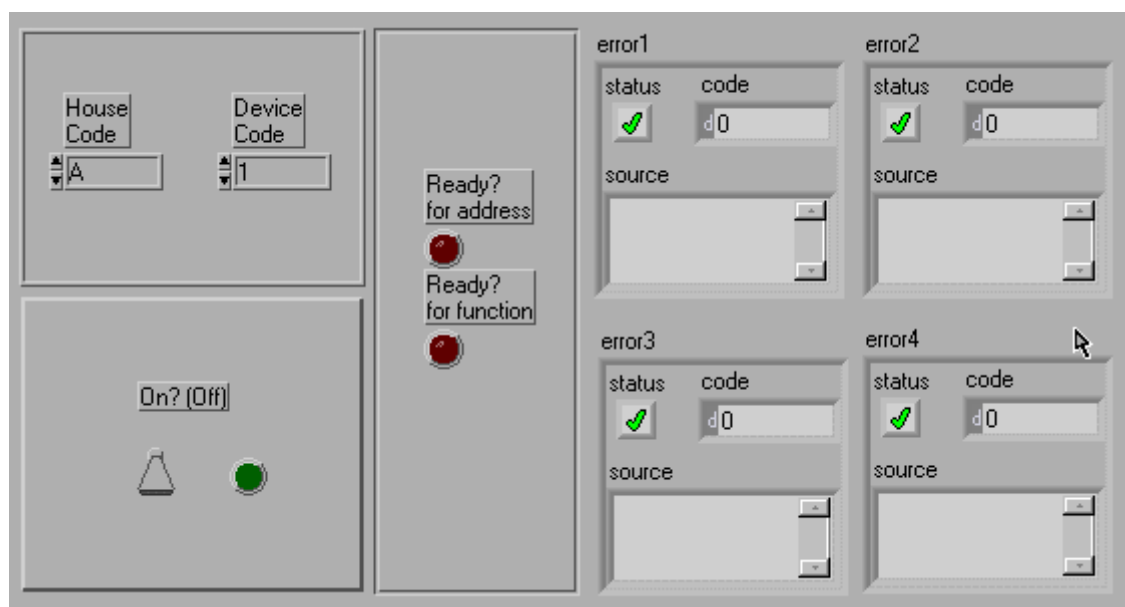 House
Code
A
Device
Code
1
On? (Off)
Ready?
for address
Ready?
for function
error1
status
code
d 0
source
error2
status
code
d 0
source
error3
status
code
d 0
source
error4
status
code
d 0
source